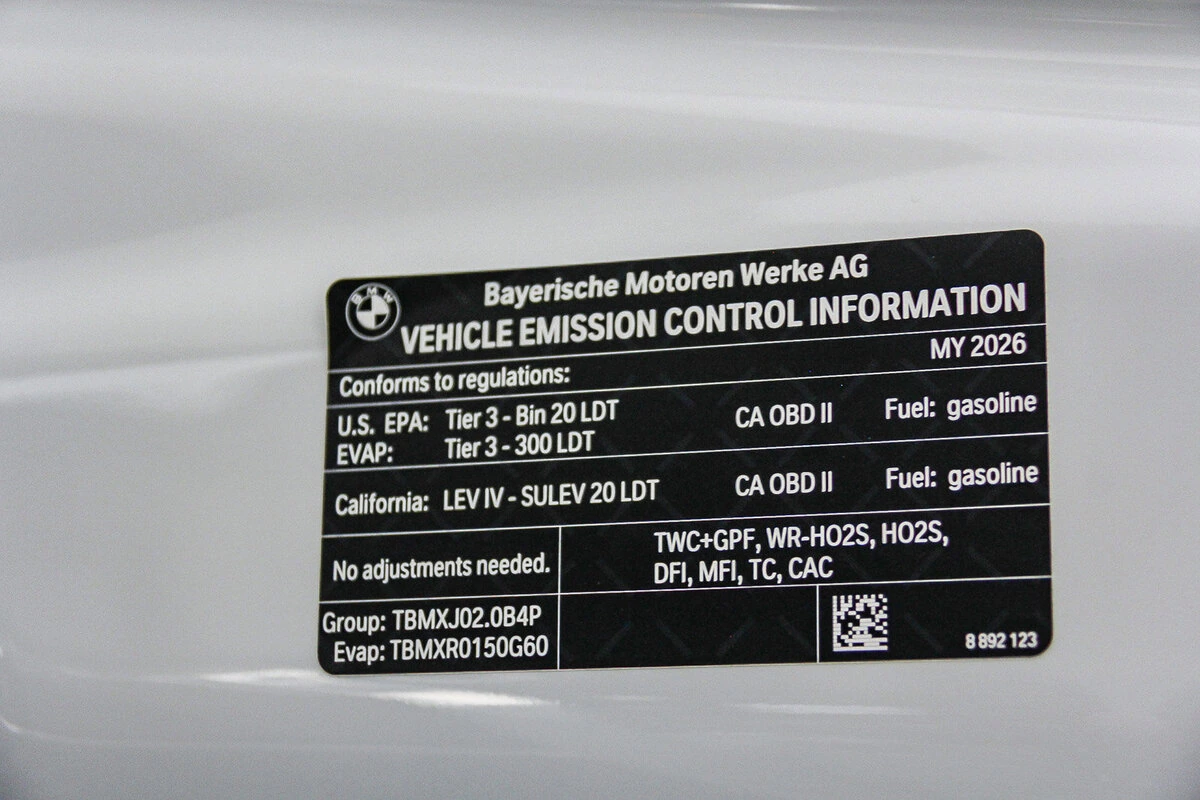 BMW
Bayerische Motoren Werke AG
VEHICLE EMISSION CONTROL INFORMATION
MY 2026
Conforms to regulations:
U.S. EPA: Tier 3 - Bin 20 LDT CA OBD II Fuel: gasoline
EVAP: Tier 3 - 300 LDT
California: LEV IV - SULEV 20 LDT CA OBD II Fuel: gasoline
No adjustments needed.
TWC+GPF, WR-HO2S, HO2S,
DFI, MFI, TC, CAC
Group: TBMXJ02.0B4P
Evap: TBMXR0150G60
8 892 123